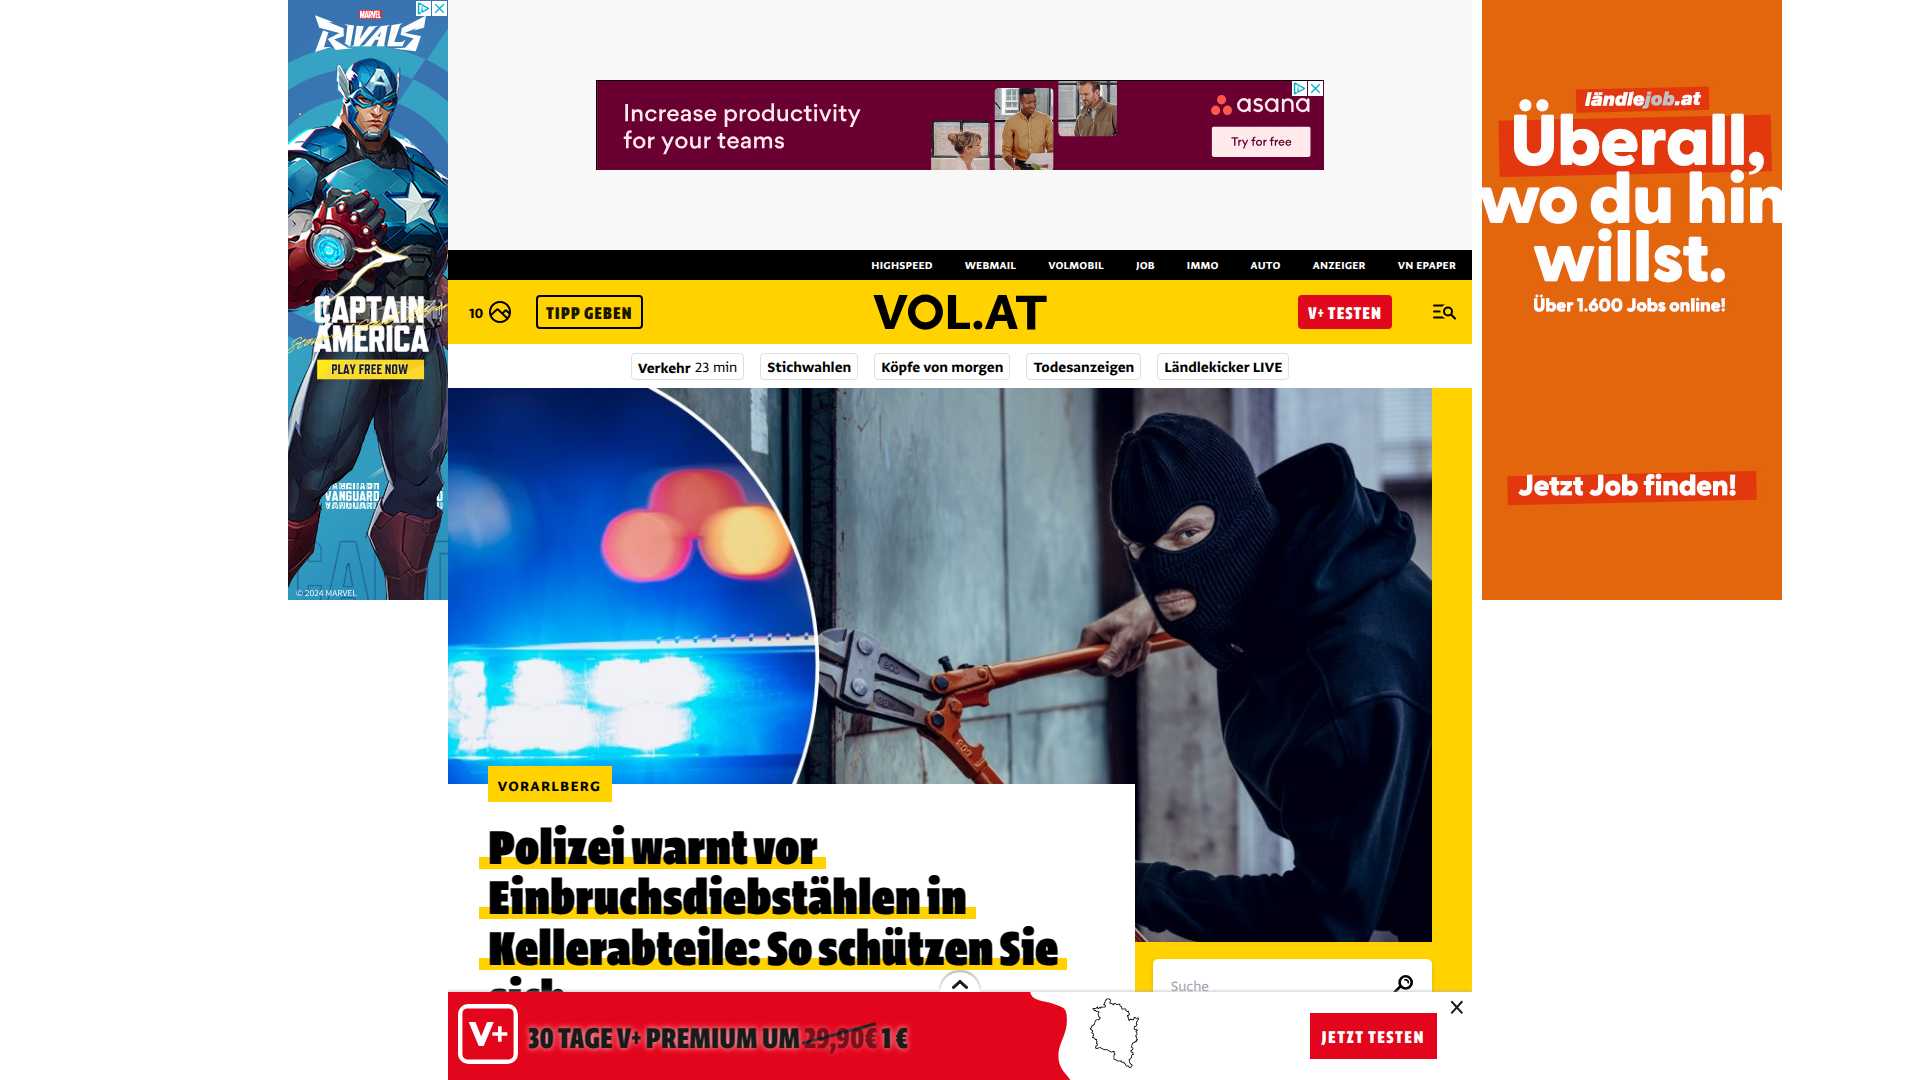 MARVEL
RIVALS
CAPTAIN
AMERICA
PLAY FREE NOW
VANGUARD
VANGUARD
VANGUARD
© 2024 MARVEL
Increase productivity
for your teams
asana
Try for free
ländlejob.at
Überall,
wo du hin
willst.
Über 1.600 Jobs online!
Jetzt Job finden!
HIGHSPEED WEBMAIL VOLMOBIL JOB IMMO AUTO ANZEIGER VN EPAPER
10 TIPP GEBEN VOL.AT V+ TESTEN
Verkehr 23 min Stichwahlen Köpfe von morgen Todesanzeigen Ländlekicker LIVE
VORARLBERG
Polizei warnt vor
Einbruchsdiebstählen in
Kellerabteile: So schützen Sie
sich
Suche
V+ 30 TAGE V+ PREMIUM UM 29,90€ 1 €
JETZT TESTEN